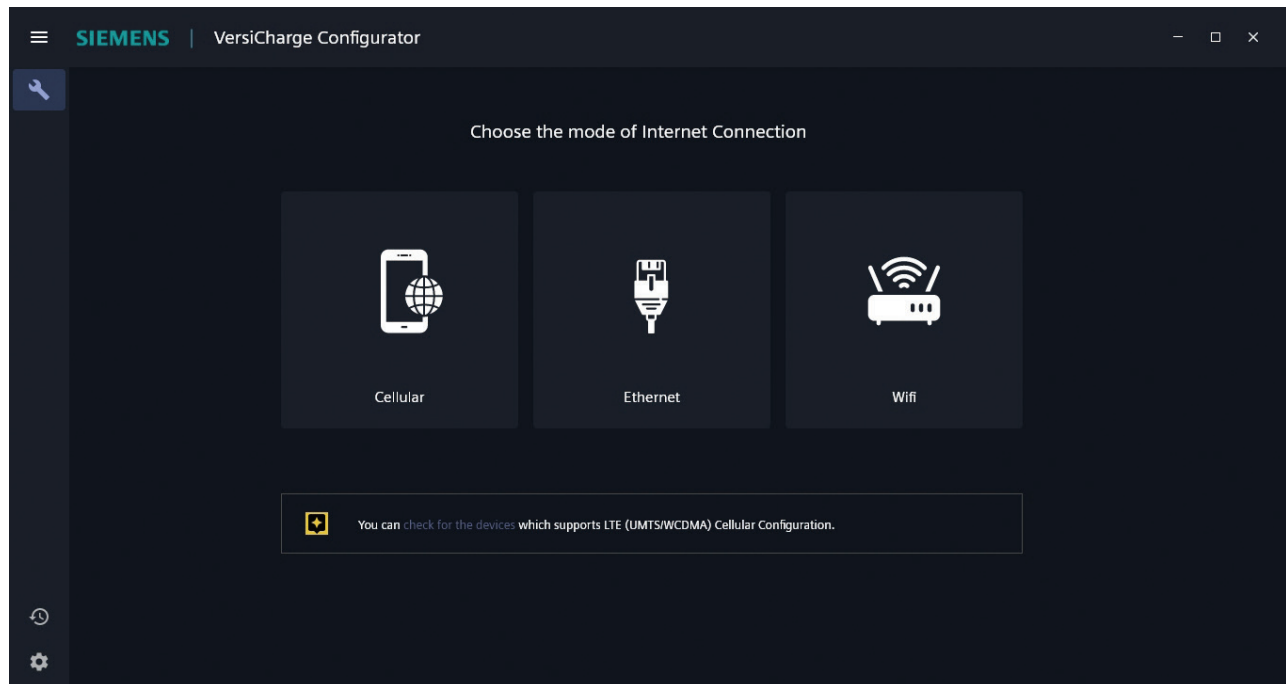 SIEMENS | VersiCharge Configurator
Choose the mode of Internet Connection
Cellular
Ethernet
Wifi
You can check for the devices which supports LTE (UMTS/WCDMA) Cellular Configuration.